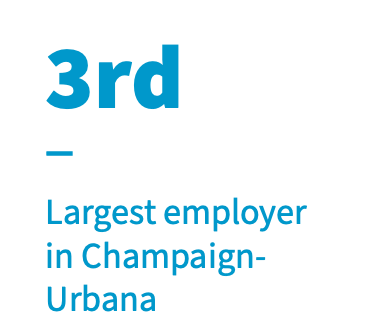 3rd
–
Largest employer
in Champaign-
Urbana